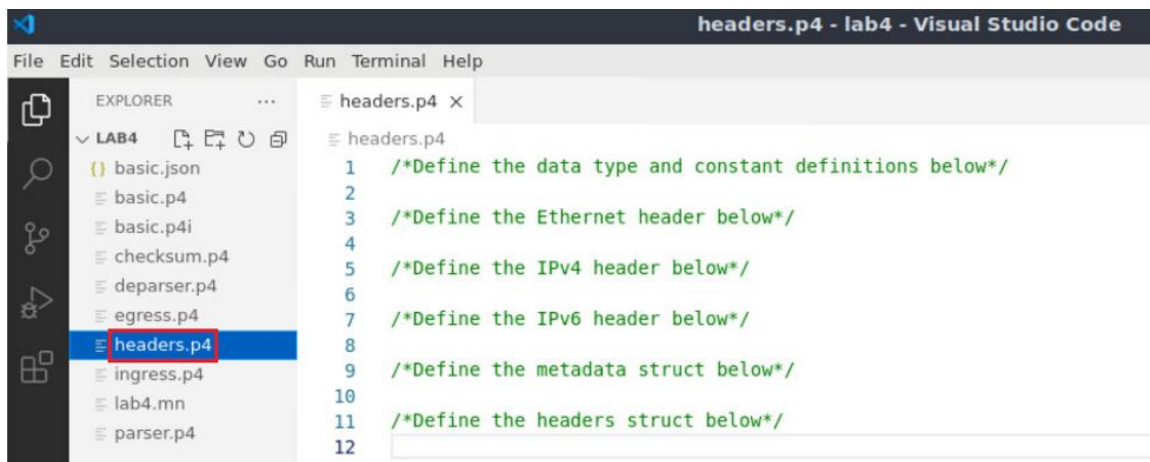 headers.p4 - lab4 - Visual Studio Code
File Edit Selection View Go Run Terminal Help
EXPLORER ...
headers.p4 ×
LAB4
headers.p4
{} basic.json
basic.p4
basic.p4i
checksum.p4
deparser.p4
egress.p4
headers.p4
ingress.p4
lab4.mn
parser.p4
1 /*Define the data type and constant definitions below*/
2
3 /*Define the Ethernet header below*/
4
5 /*Define the IPv4 header below*/
6
7 /*Define the IPv6 header below*/
8
9 /*Define the metadata struct below*/
10
11 /*Define the headers struct below*/
12